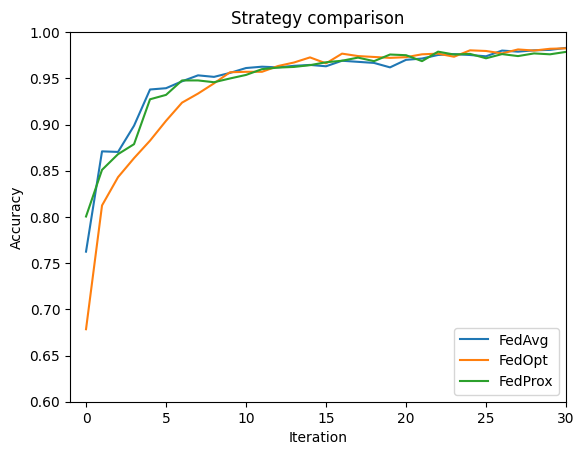 Strategy comparison
1.00
0.95
0.90
0.85
0.80
0.75
0.70
0.65
0.60
Accuracy
0 5 10 15 20 25 30
Iteration
FedAvg
FedOpt
FedProx